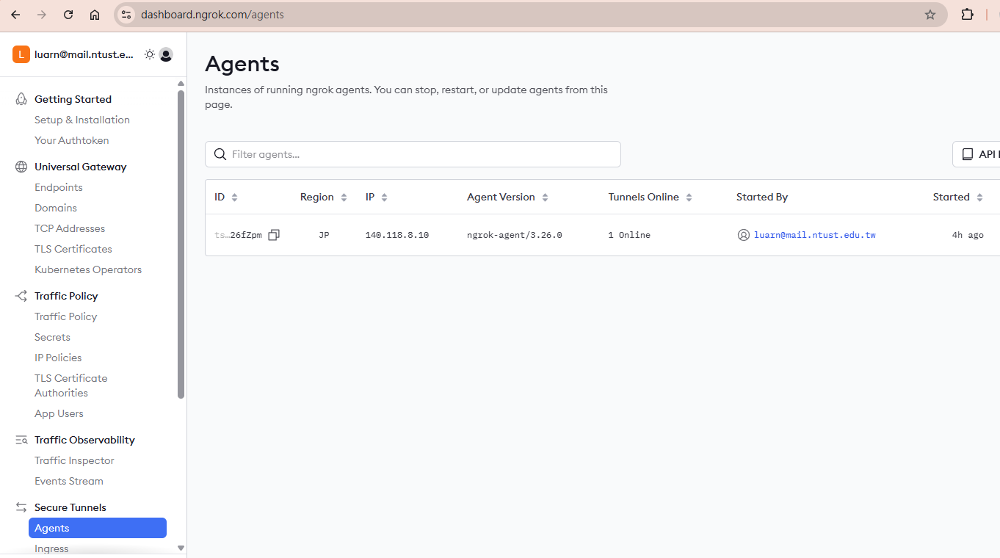 dashboard.ngrok.com/agents
L luarn@mail.ntust.e...
Getting Started
Setup & Installation
Your Authtoken
Universal Gateway
Endpoints
Domains
TCP Addresses
TLS Certificates
Kubernetes Operators
Traffic Policy
Traffic Policy
Secrets
IP Policies
TLS Certificate
Authorities
App Users
Traffic Observability
Traffic Inspector
Events Stream
Secure Tunnels
Agents
Ingress
Agents
Instances of running ngrok agents. You can stop, restart, or update agents from this
page.
Filter agents...
API
ID Region IP Agent Version Tunnels Online Started By Started
ts…26fZpm JP 140.118.8.10 ngrok-agent/3.26.0 1 Online luarn@mail.ntust.edu.tw 4h ago